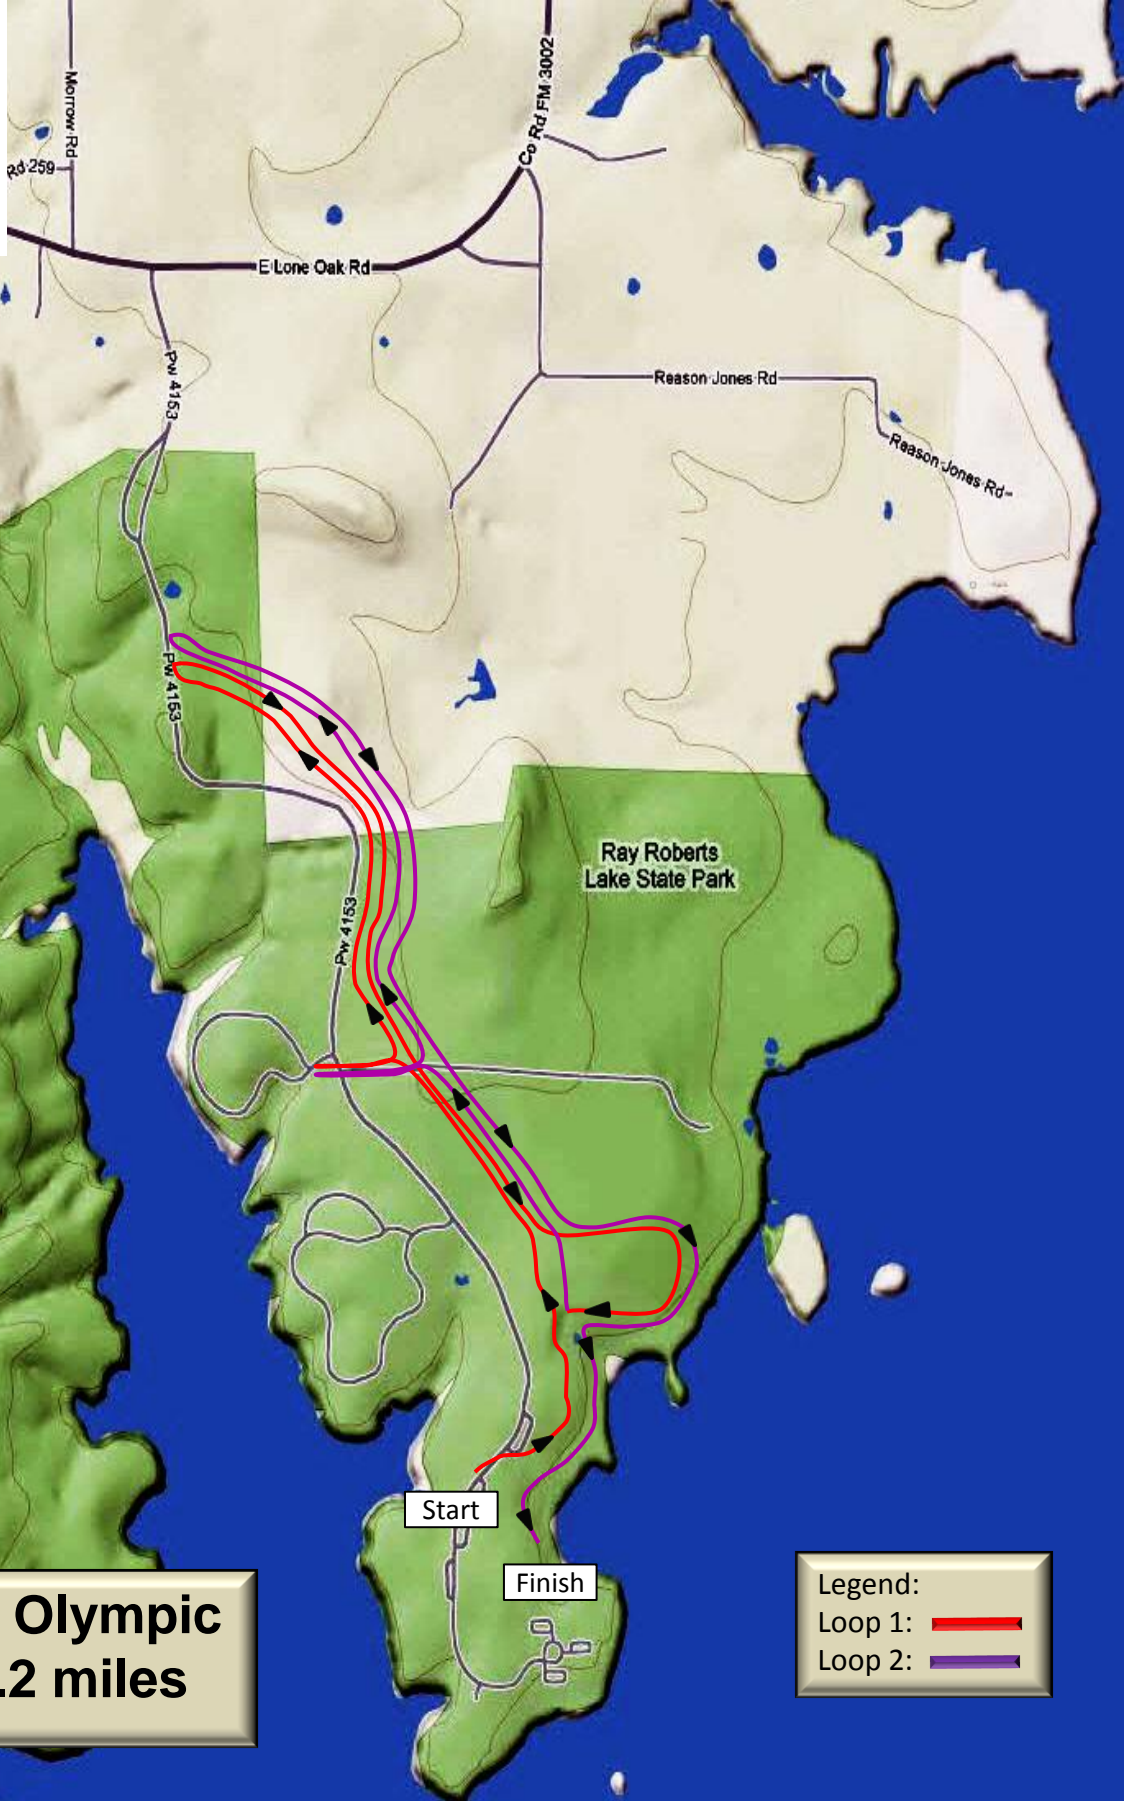 Co Rd FM 3002
Morrow Rd
Rd 259
E Lone Oak Rd
Pw 4153
Reason Jones Rd
Reason Jones Rd
Pw 4153
Ray Roberts
Lake State Park
Pw 4153
Start
Finish
Olympic
.2 miles
Legend:
Loop 1:
Loop 2: